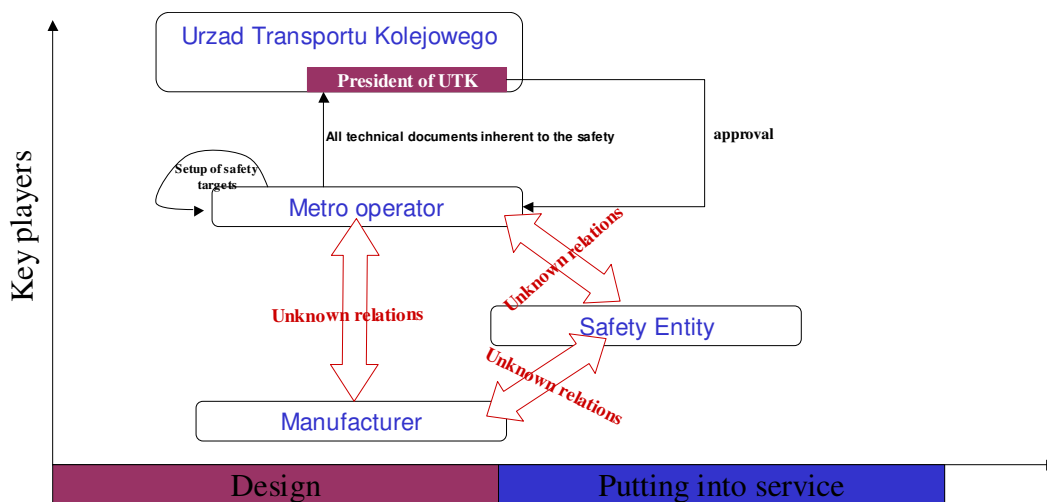 Urzad Transportu Kolejowego
President of UTK
All technical documents inherent to the safety
approval
Setup of safety
targets
Metro operator
Key players
Unknown relations
Unknown relations
Safety Entity
Unknown relations
Manufacturer
Design
Putting into service